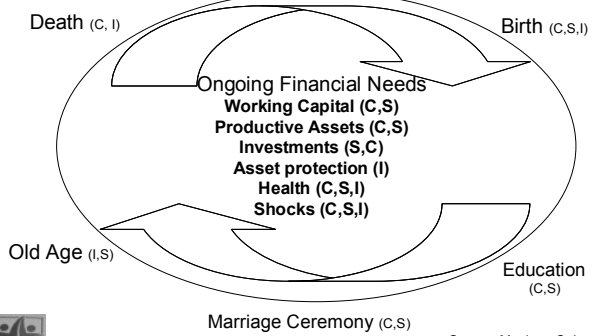 Death (C, I)
Birth (C,S,I)
Ongoing Financial Needs
Working Capital (C,S)
Productive Assets (C,S)
Investments (S,C)
Asset protection (I)
Health (C,S,I)
Shocks (C,S,I)
Old Age (I,S)
Education
(C,S)
Marriage Ceremony (C,S)